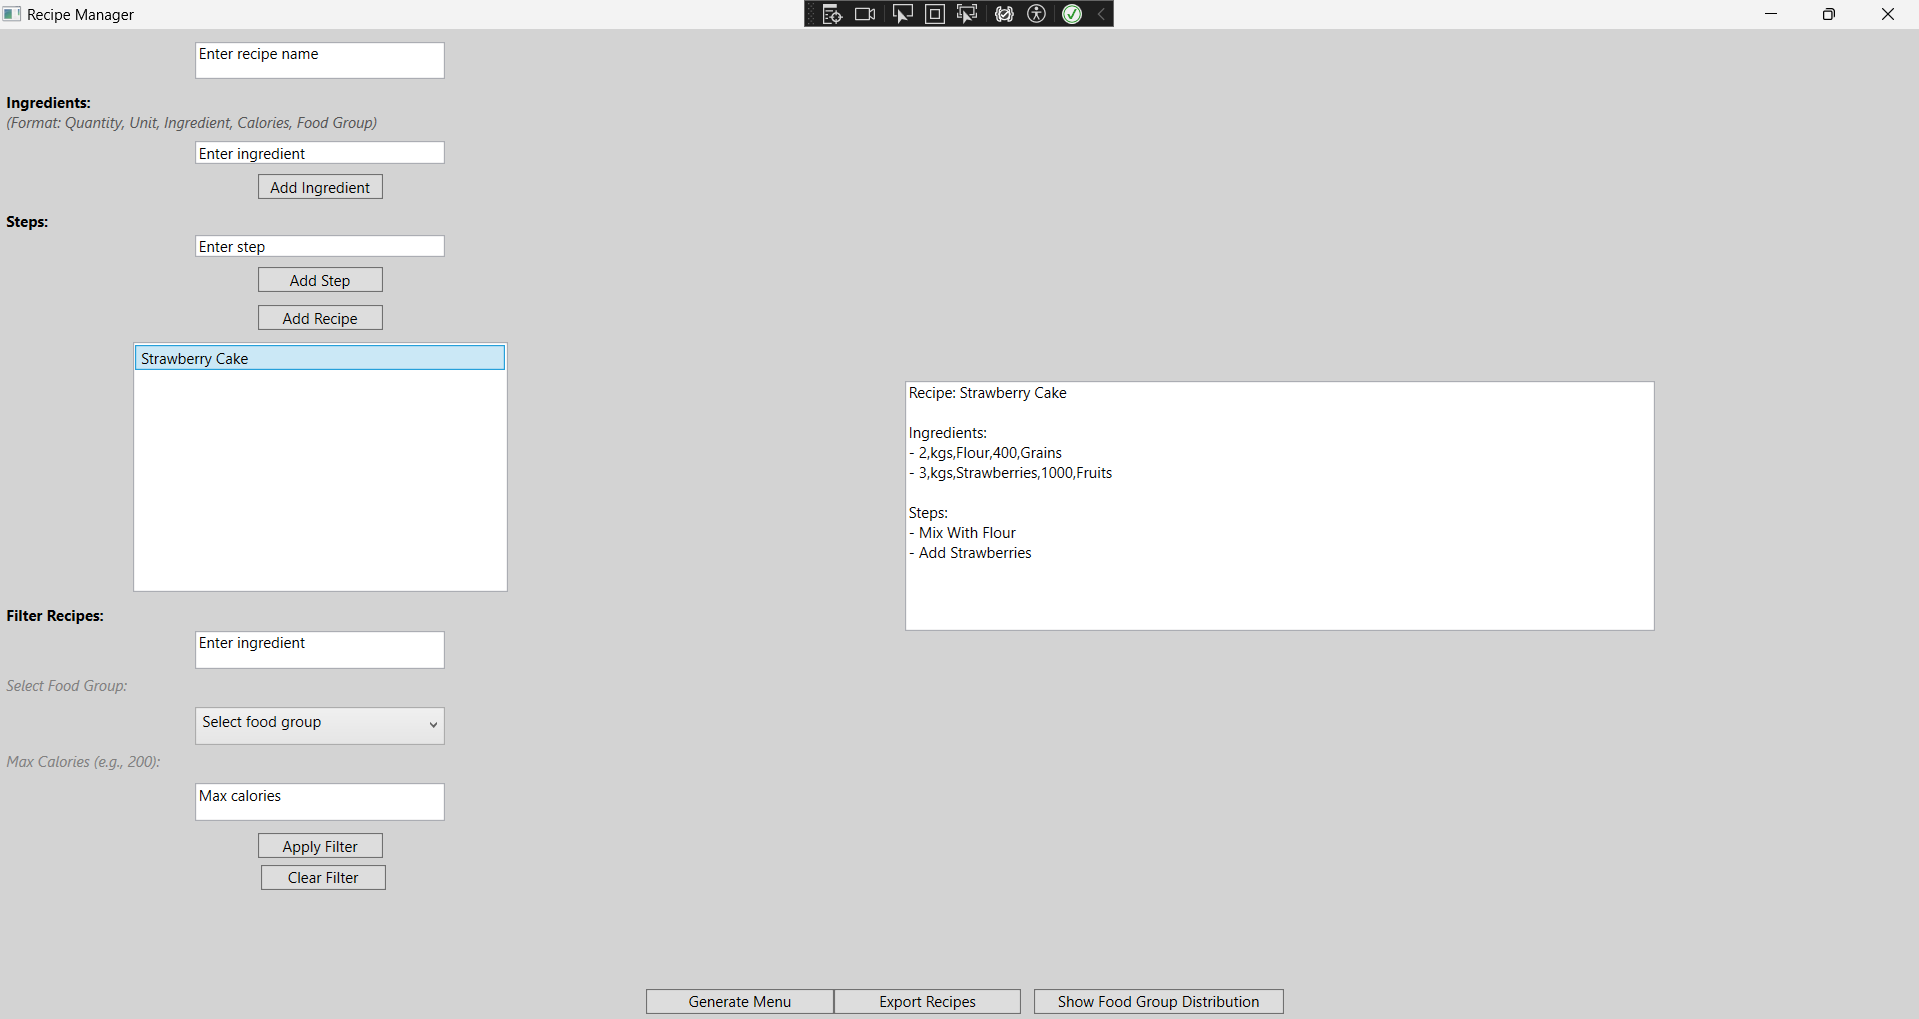 Recipe Manager
Enter recipe name
Ingredients:
(Format: Quantity, Unit, Ingredient, Calories, Food Group)
Enter ingredient
Add Ingredient
Steps:
Enter step
Add Step
Add Recipe
Strawberry Cake
Filter Recipes:
Enter ingredient
Select Food Group:
Select food group
Max Calories (e.g., 200):
Max calories
Apply Filter
Clear Filter
Recipe: Strawberry Cake
Ingredients:
- 2,kgs,Flour,400,Grains
- 3,kgs,Strawberries,1000,Fruits
Steps:
- Mix With Flour
- Add Strawberries
Generate Menu
Export Recipes
Show Food Group Distribution